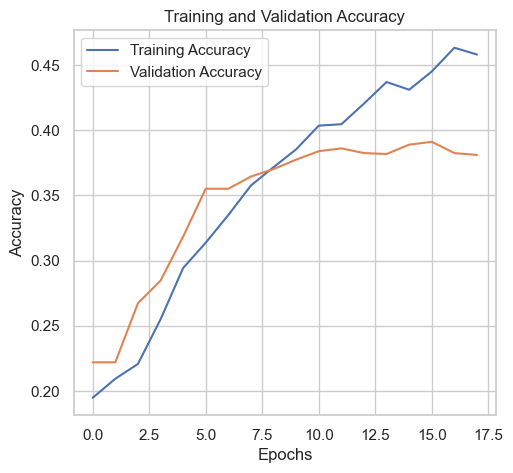 Training and Validation Accuracy
Training Accuracy
Validation Accuracy
0.45
0.40
0.35
0.30
0.25
0.20
Accuracy
0.0 2.5 5.0 7.5 10.0 12.5 15.0 17.5
Epochs